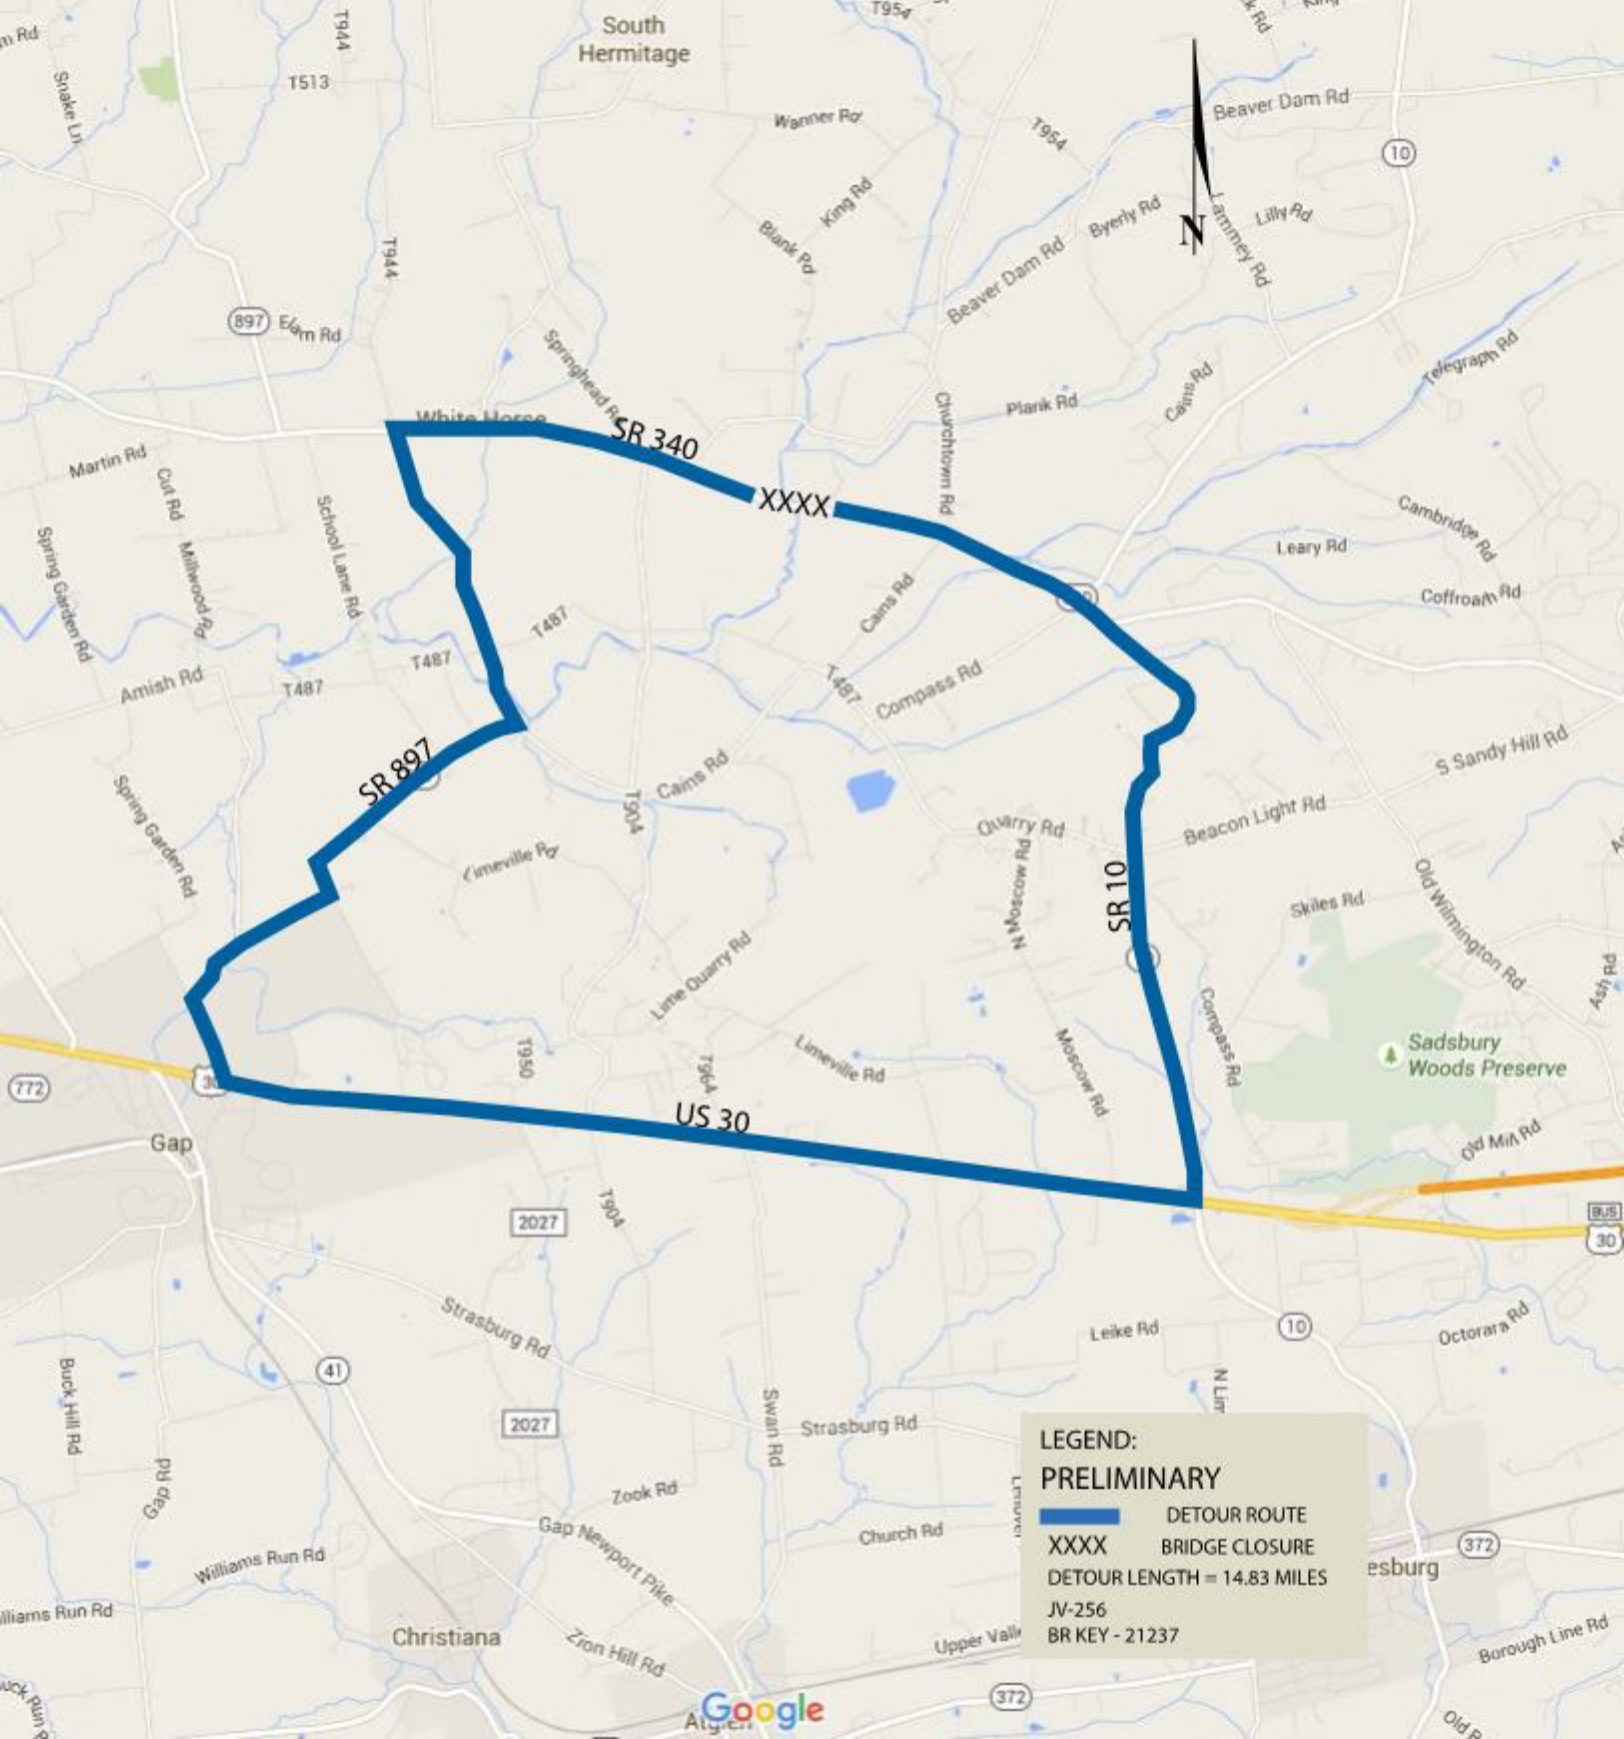 South
Hermitage
T954
T944
T513
Snake Ln
Wanner Rd
T954
Beaver Dam Rd
10
King Rd
Blank Rd
Byerly Rd
Lilly Rd
Lammey Rd
N
T944
Beaver Dam Rd
897
Elam Rd
Springhead Rd
Telegraph Rd
Cains Rd
Plank Rd
Churchtown Rd
White Horse
SR 340
XXXX
Martin Rd
Cut Rd
School Lane Rd
Spring Garden Rd
Millwood Rd
Cambridge Rd
Leary Rd
Coffroath Rd
Cains Rd
T487
T487
T487
T487
Amish Rd
Compass Rd
S Sandy Hill Rd
SR 897
Cains Rd
T904
Spring Garden Rd
Quarry Rd
Beacon Light Rd
Limeville Rd
N Moscow Rd
SR 10
Skiles Rd
Old Wilmington Rd
Lime Quarry Rd
Ash Rd
Compass Rd
Sadsbury
Woods Preserve
T950
T964
Limeville Rd
Moscow Rd
772
30
US 30
Gap
Old Mill Rd
2027
T904
BUS
30
Strasburg Rd
Leike Rd
10
Octorara Rd
41
Buck Hill Rd
2027
Swan Rd
Strasburg Rd
Gap Rd
Zook Rd
Gap Newport Pike
Church Rd
Williams Run Rd
372
esburg
lliams Run Rd
Christiana
Zion Hill Rd
Upper Valle
Borough Line Rd
372
Google
Atglen
LEGEND:
PRELIMINARY
DETOUR ROUTE
XXXX BRIDGE CLOSURE
DETOUR LENGTH = 14.83 MILES
JV-256
BR KEY - 21237